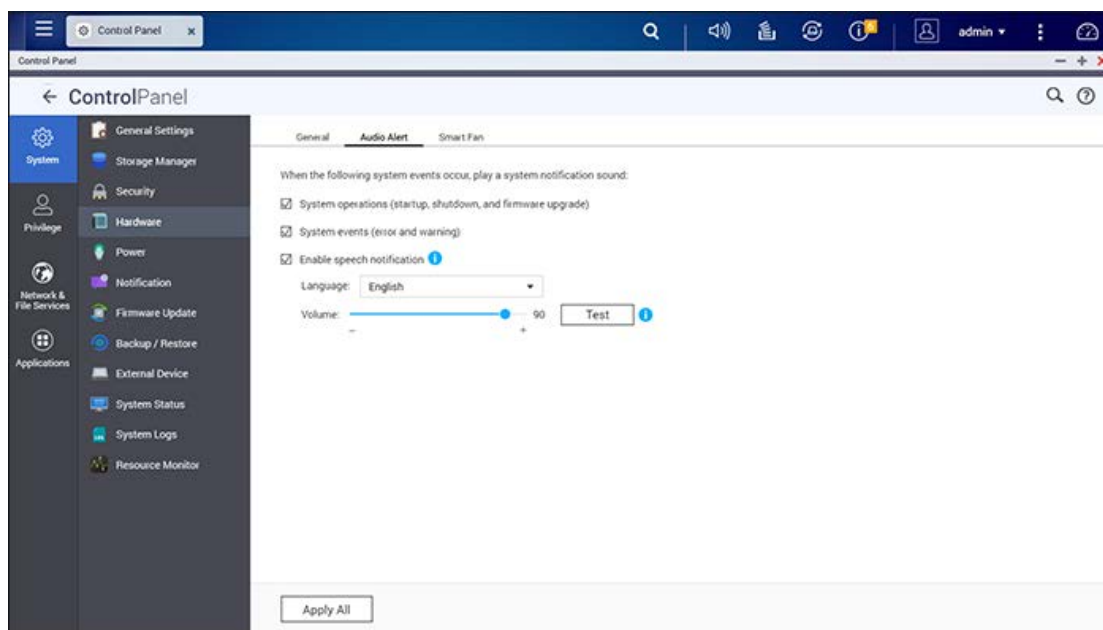 Control Panel x
admin
Control Panel
ControlPanel
System
Privilege
Network &
File Services
Applications
General Settings
Storage Manager
Security
Hardware
Power
Notification
Firmware Update
Backup / Restore
External Device
System Status
System Logs
Resource Monitor
General Audio Alert Smart Fan
When the following system events occur, play a system notification sound:
System operations (startup, shutdown, and firmware upgrade)
System events (error and warning)
Enable speech notification
Language: English
Volume: 90 Test
- +
Apply All